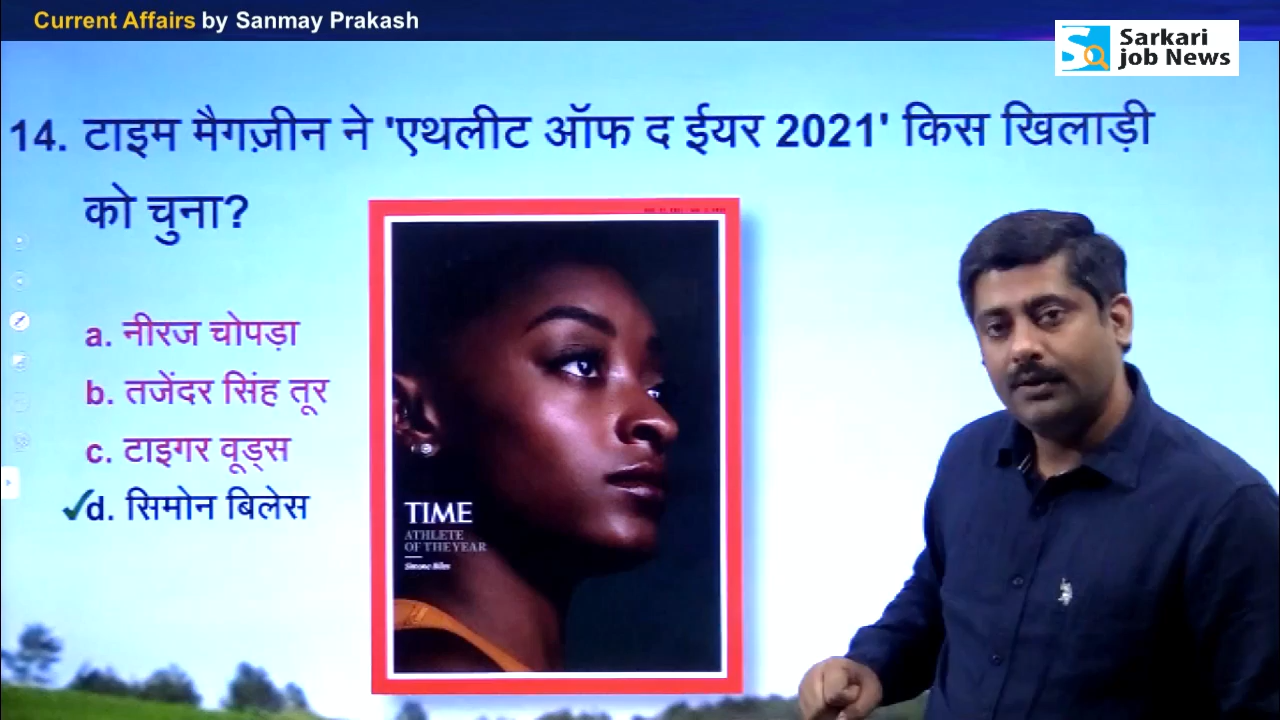 Current Affairs by Sanmay Prakash
Sarkari
Job News
14. टाइम मैगज़ीन ने 'एथलीट ऑफ द ईयर 2021' किस खिलाड़ी
को चुना?
a. नीरज चोपड़ा
b. तजेंदर सिंह तूर
c. टाइगर वूड्स
d. सिमोन बिलेस
TIME
ATHLETE
OF THE YEAR
Simone Biles